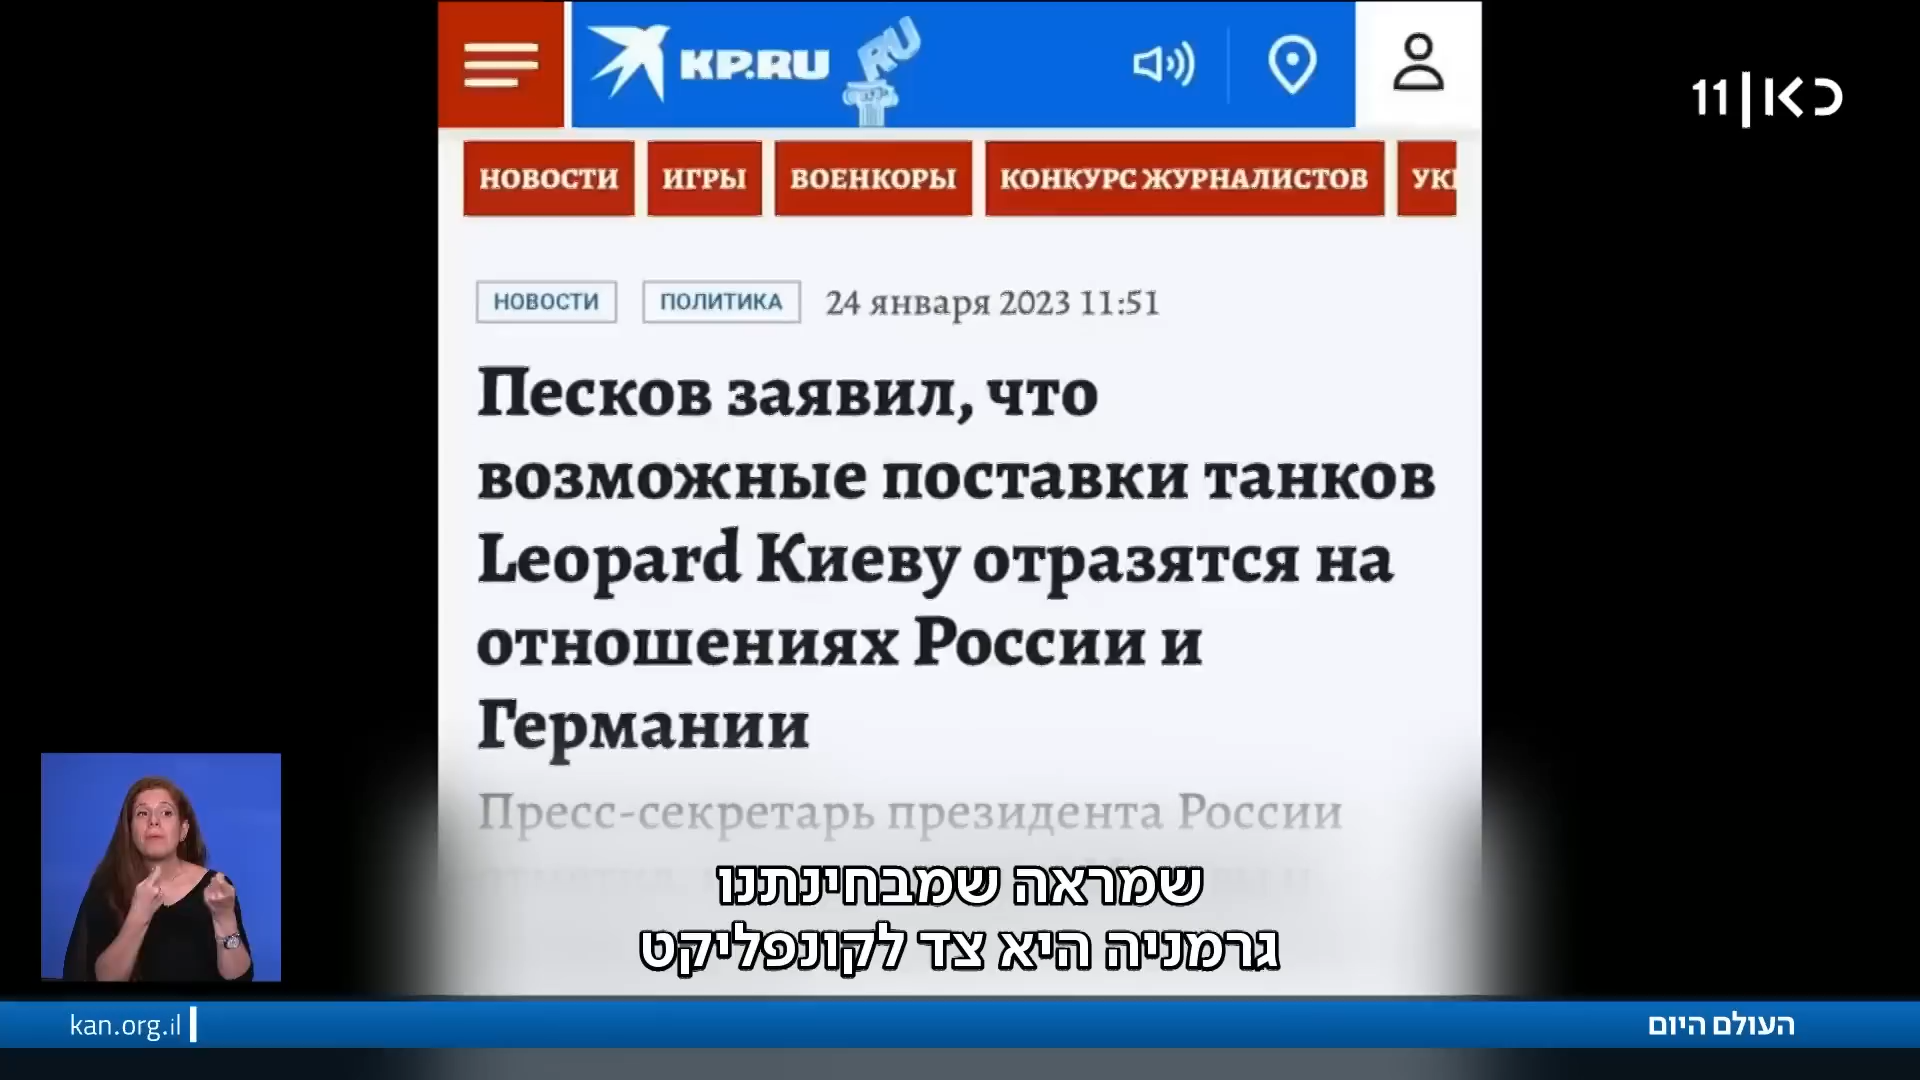 KP.RU RU
כאן 11
НОВОСТИ ИГРЫ ВОЕНКОРЫ КОНКУРС ЖУРНАЛИСТОВ
НОВОСТИ ПОЛИТИКА 24 января 2023 11:51
Песков заявил, что
возможные поставки танков
Leopard Киеву отразятся на
отношениях России и
Германии
Пресс-секретарь президента России
שמראה שמבחינתנו
גרמניה היא צד לקונפליקט
kan.org.il
העולם היום